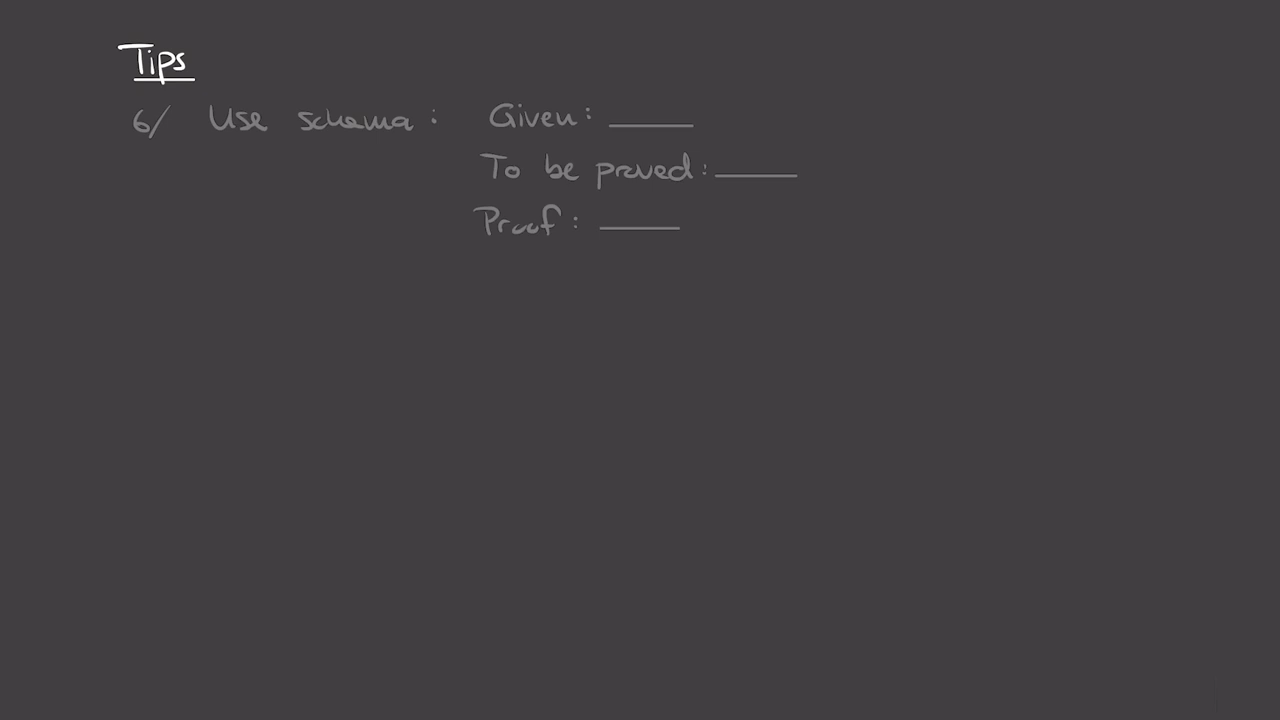 Tips
6/ Use schema: Given: ____
To be proved: ____
Proof: ____